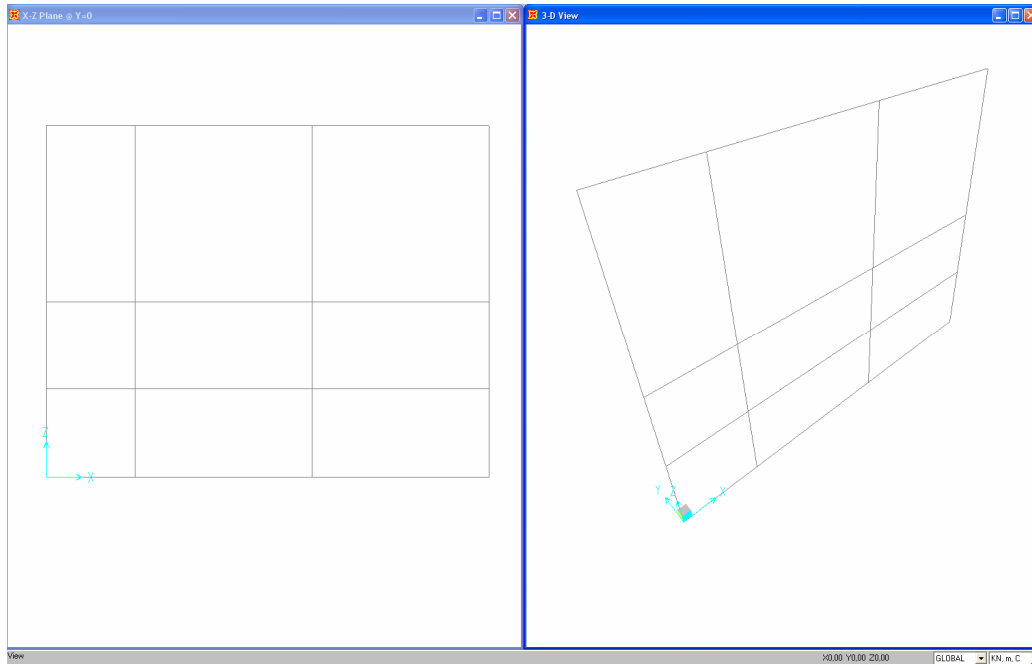 X-Z Plane @ Y=0
3-D View
Z
X
Y
Z
X
View
X0,00 Y0,00 Z0,00
GLOBAL
KN, m, C